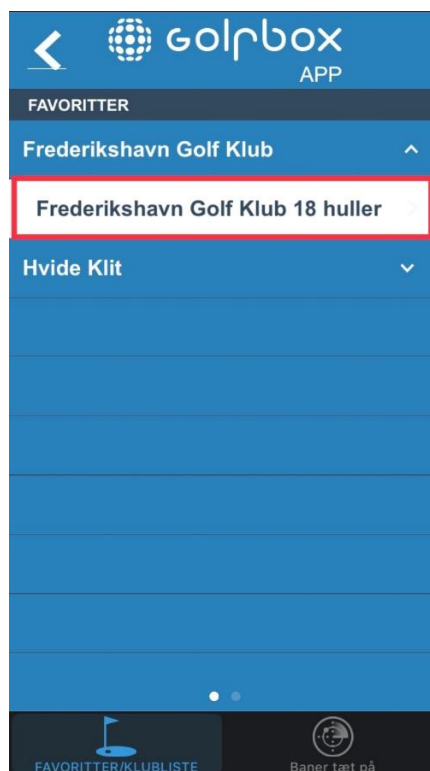 GOLFBOX
APP
FAVORITTER
Frederikshavn Golf Klub
Frederikshavn Golf Klub 18 huller
Hvide Klit
FAVORITTER/KLUBLISTE
Baner tæt på